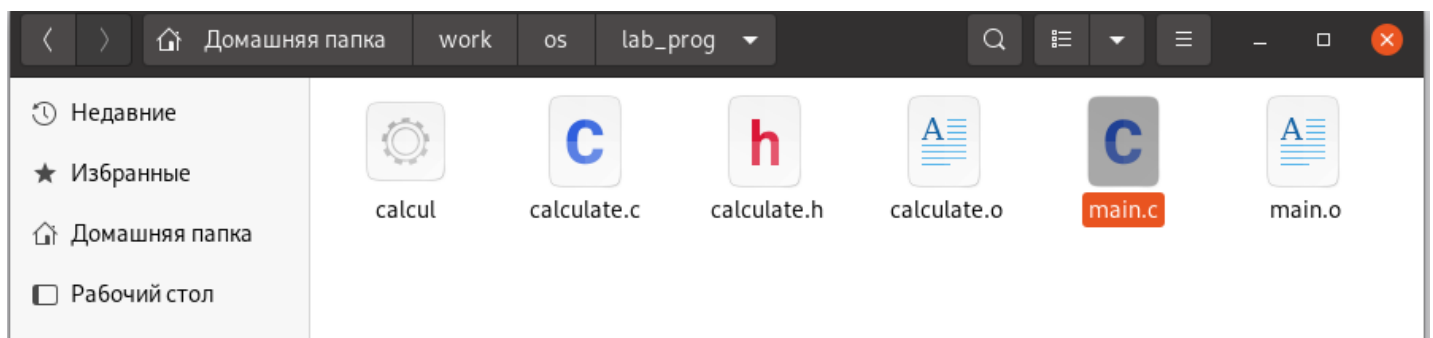 Домашняя папка work os lab_prog
Недавние
Избранные
Домашняя папка
Рабочий стол
calcul calculate.c calculate.h calculate.o main.c main.o